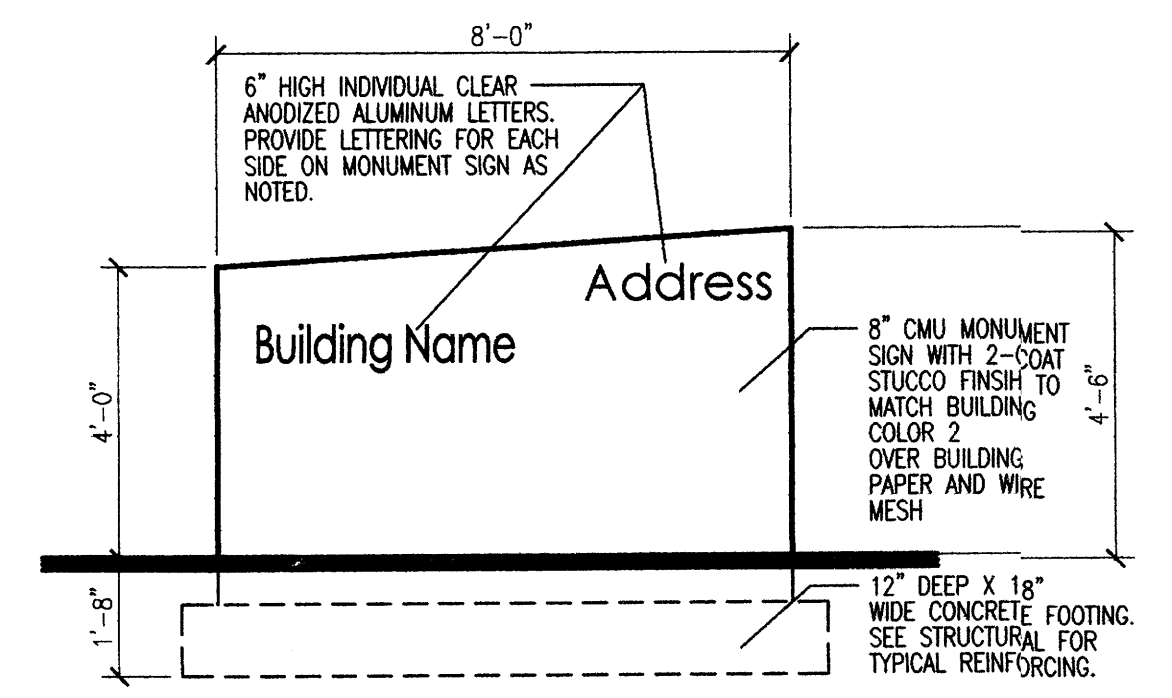 8'-0"
6" HIGH INDIVIDUAL CLEAR
ANODIZED ALUMINUM LETTERS.
PROVIDE LETTERING FOR EACH
SIDE ON MONUMENT SIGN AS
NOTED.
Address
Building Name
8" CMU MONUMENT
SIGN WITH 2-COAT
STUCCO FINSIH TO
MATCH BUILDING
COLOR 2
OVER BUILDING
PAPER AND WIRE
MESH
4'-0"
4'-6"
1'-8"
12" DEEP X 18"
WIDE CONCRETE FOOTING.
SEE STRUCTURAL FOR
TYPICAL REINFORCING.